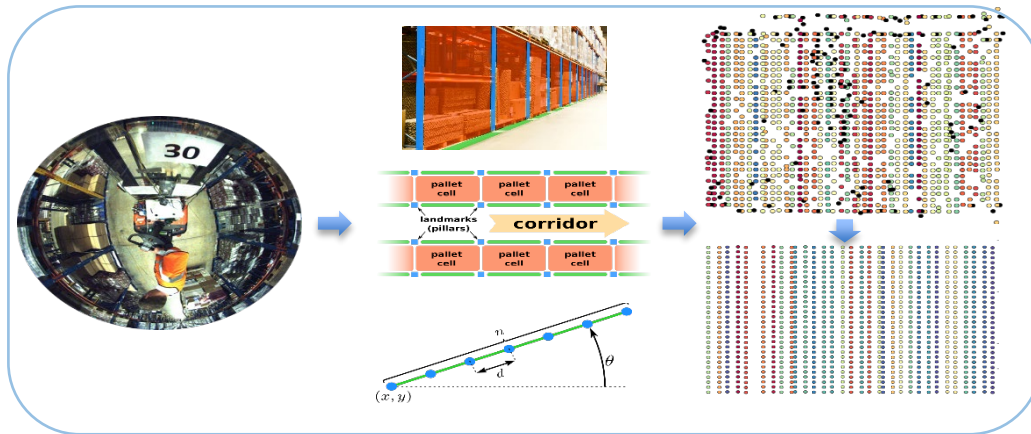 30
pallet
cell
pallet
cell
pallet
cell
landmarks
(pillars)
corridor
pallet
cell
pallet
cell
pallet
cell
n
d
θ
(x, y)